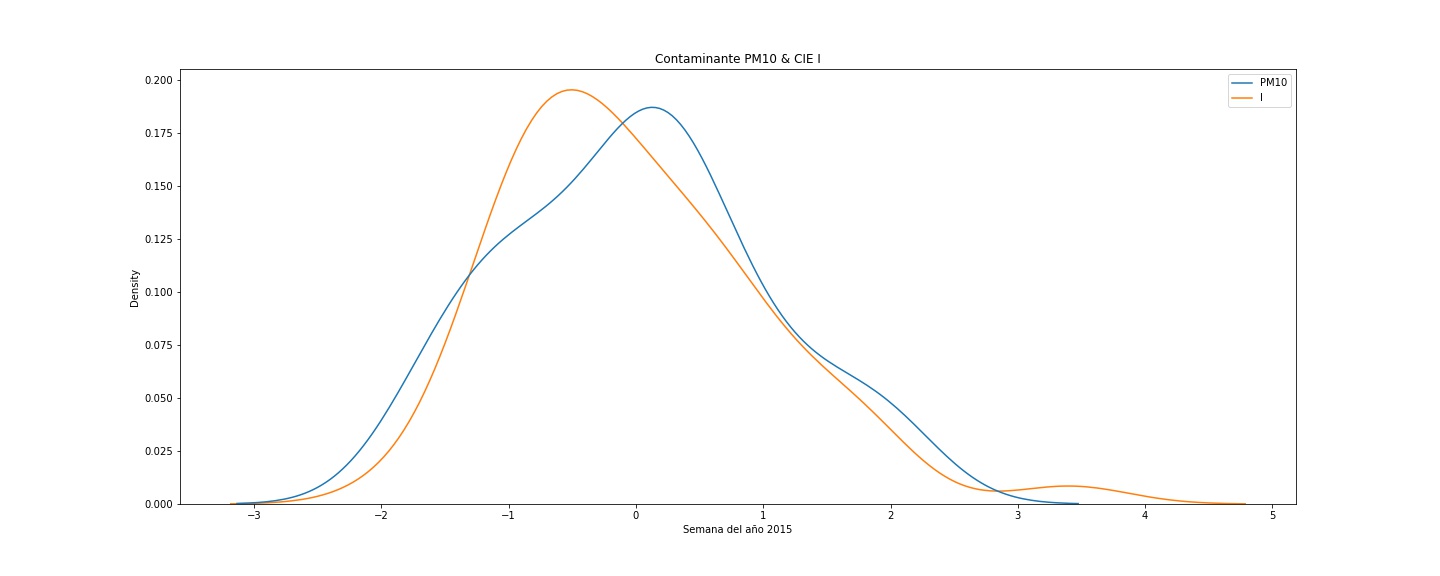 Contaminante PM10 & CIE I
PM10
I
Density
0.200
0.175
0.150
0.125
0.100
0.075
0.050
0.025
0.000
−3 −2 −1 0 1 2 3 4 5
Semana del año 2015